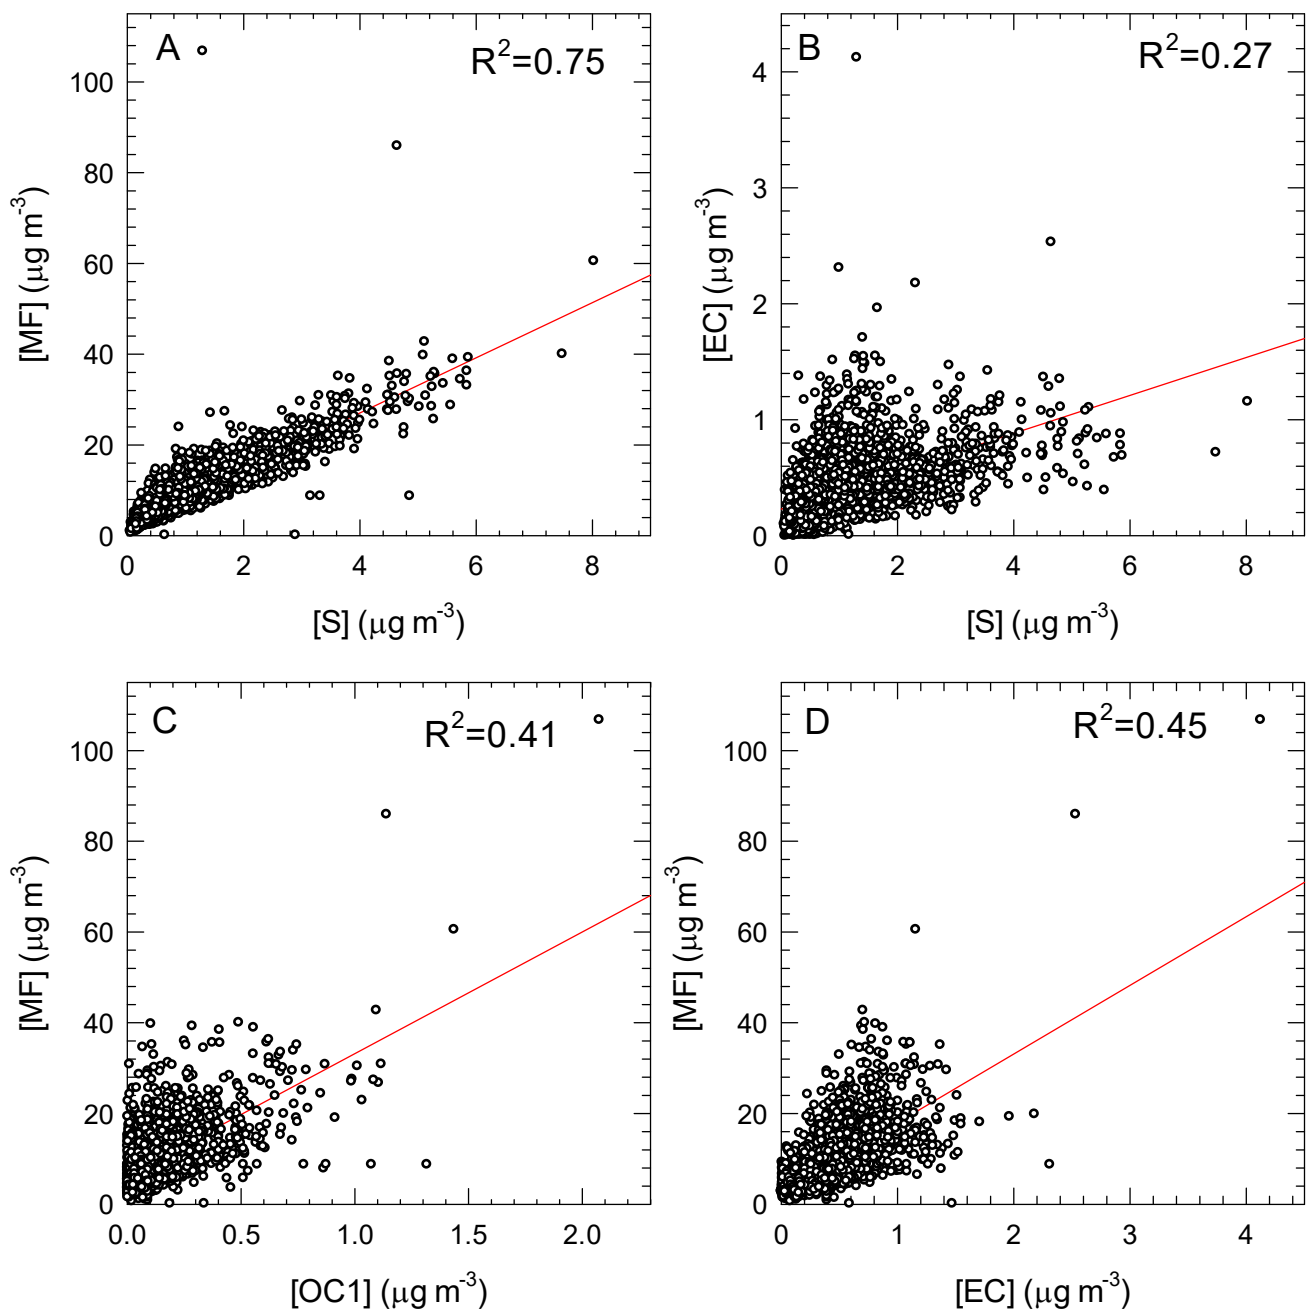 A
R²=0.75
[MF] (μg m⁻³)
100
80
60
40
20
0
0 2 4 6 8
[S] (μg m⁻³)
B
R²=0.27
[EC] (μg m⁻³)
4
3
2
1
0
0 2 4 6 8
[S] (μg m⁻³)
C
R²=0.41
[MF] (μg m⁻³)
100
80
60
40
20
0
0.0 0.5 1.0 1.5 2.0
[OC1] (μg m⁻³)
D
R²=0.45
[MF] (μg m⁻³)
100
80
60
40
20
0
0 1 2 3 4
[EC] (μg m⁻³)